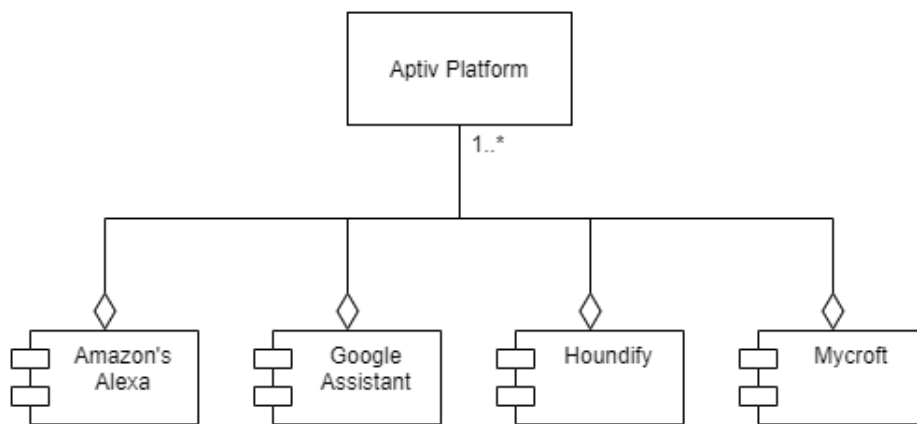 Aptiv Platform
1..*
Amazon's
Alexa
Google
Assistant
Houndify
Mycroft